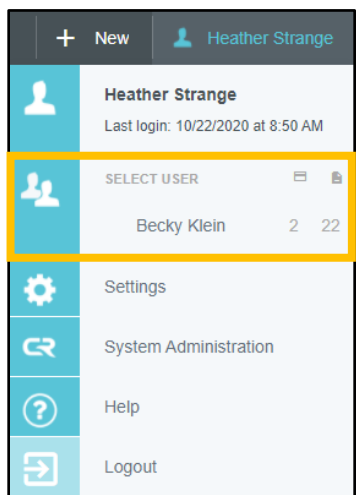 + New Heather Strange
Heather Strange
Last login: 10/22/2020 at 8:50 AM
SELECT USER
Becky Klein 2 22
Settings
CR System Administration
? Help
Logout